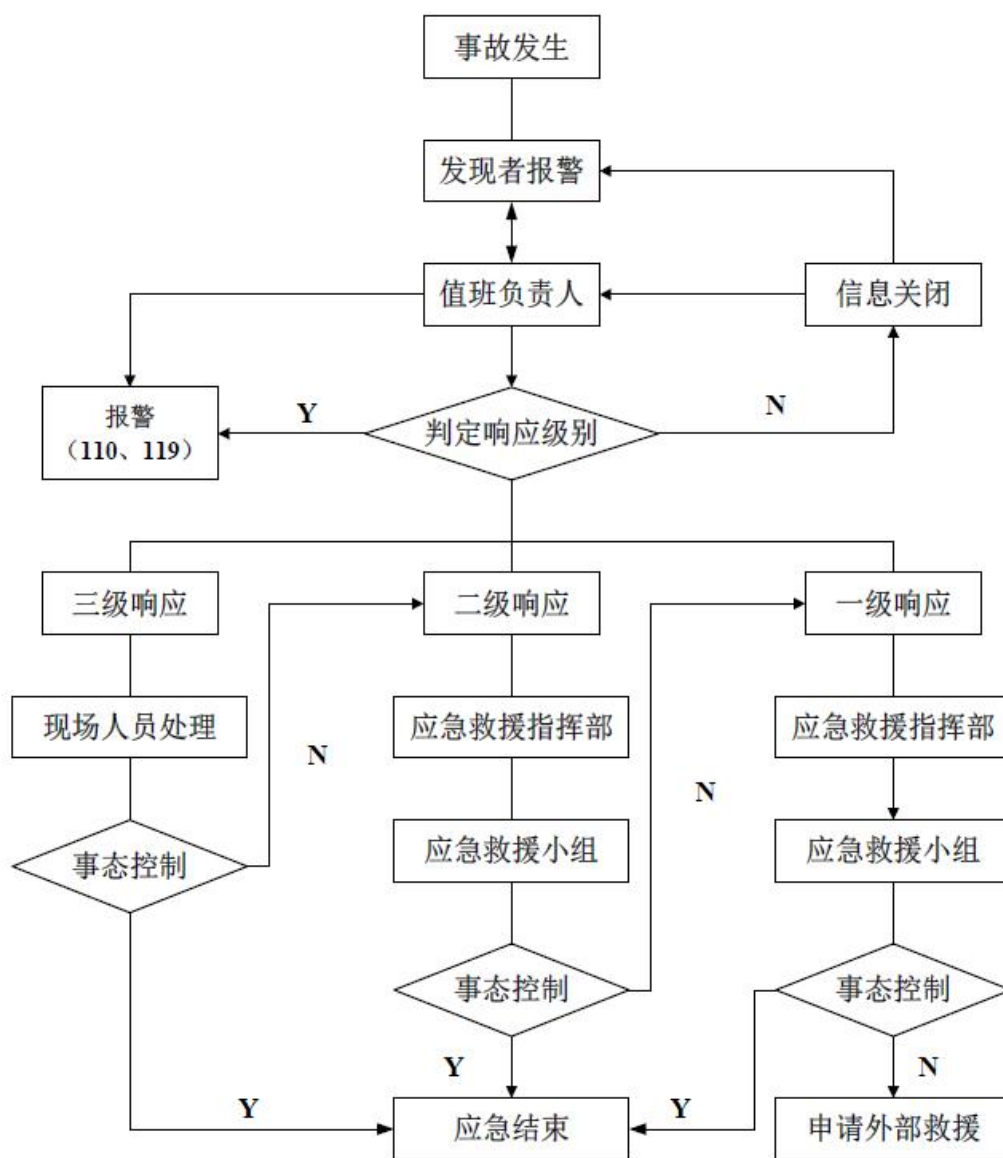 事故发生
发现者报警
值班负责人
信息关闭
报警
（110、119）
Y
判定响应级别
N
三级响应
二级响应
一级响应
现场人员处理
应急救援指挥部
应急救援指挥部
N
N
事态控制
应急救援小组
应急救援小组
事态控制
事态控制
Y
N
Y
Y
应急结束
申请外部救援